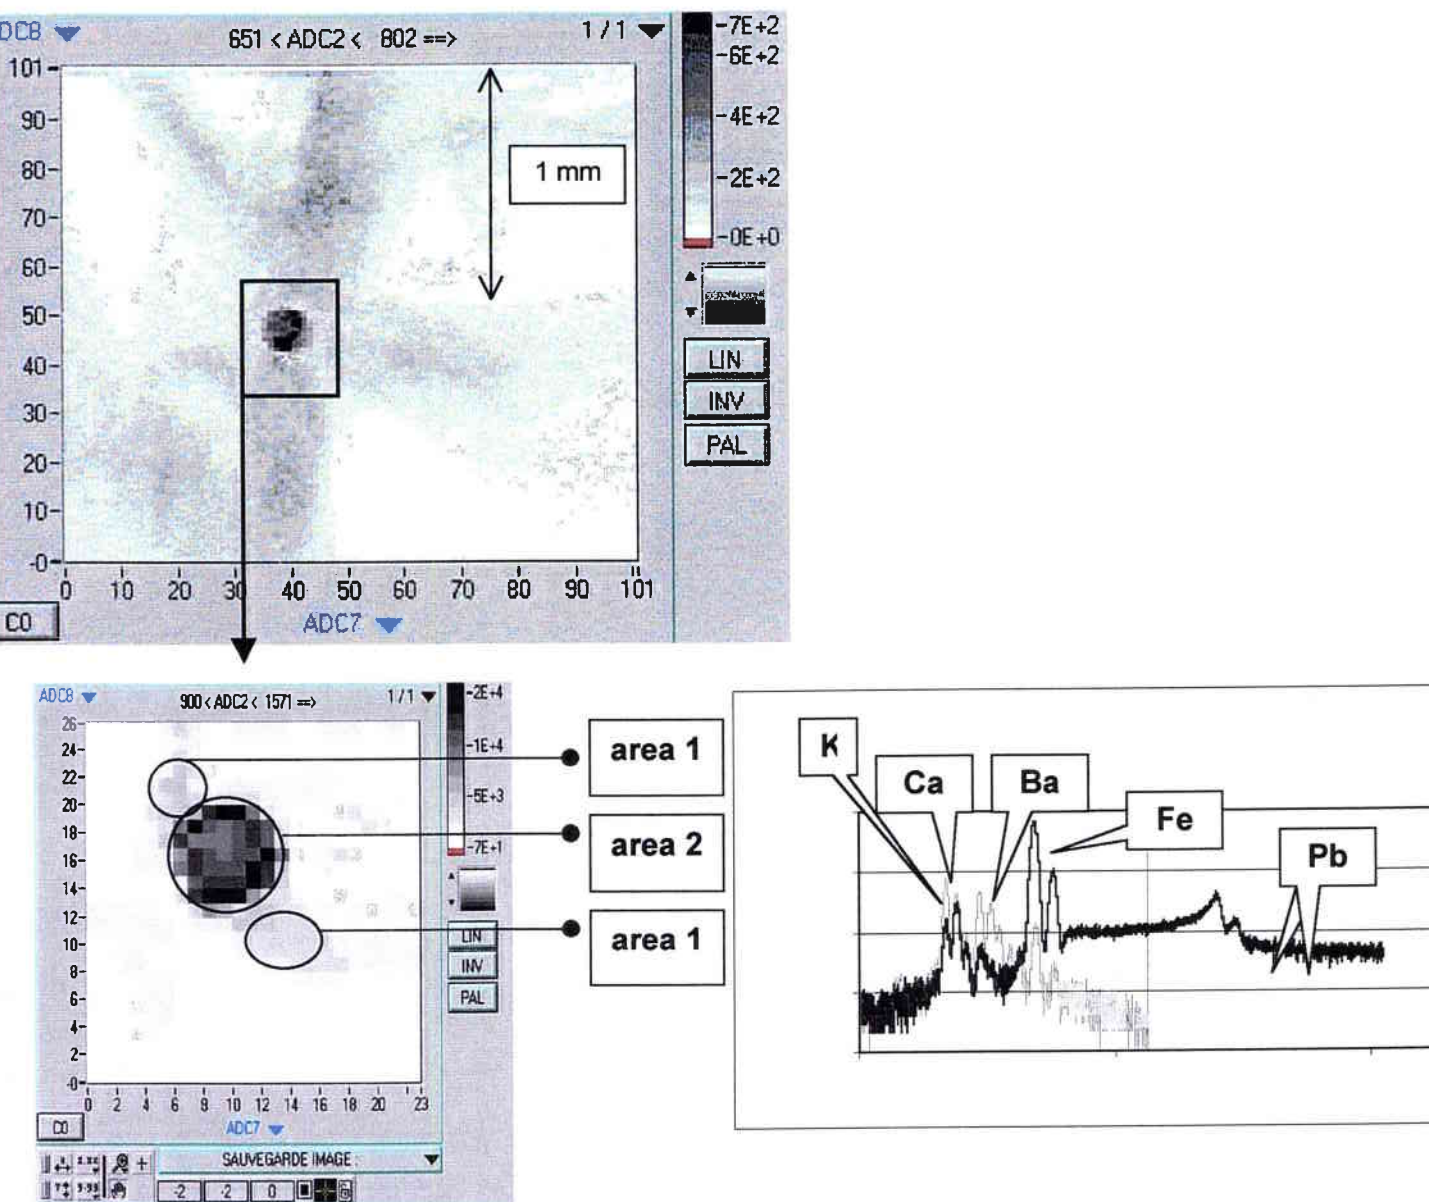 DC8
651 < ADC2 < 802 ==>
1 / 1
101
90
80
70
60
50
40
30
20
10
-0
0 10 20 30 40 50 60 70 80 90 101
C0
ADC7
1 mm
-7E+2
-6E+2
-4E+2
-2E+2
-0E+0
LIN
INV
PAL
ADC8
900 < ADC2 < 1571 ==>
1 / 1
26
24
22
20
18
16
14
12
10
8
6
4
2
0
0 2 4 6 8 10 12 14 16 18 20 23
C0
ADC7
-2E+4
-1E+4
-5E+3
-7E+1
LIN
INV
PAL
SAUVEGARDE IMAGE
-2 -2 0
area 1
area 2
area 1
K
Ca
Ba
Fe
Pb